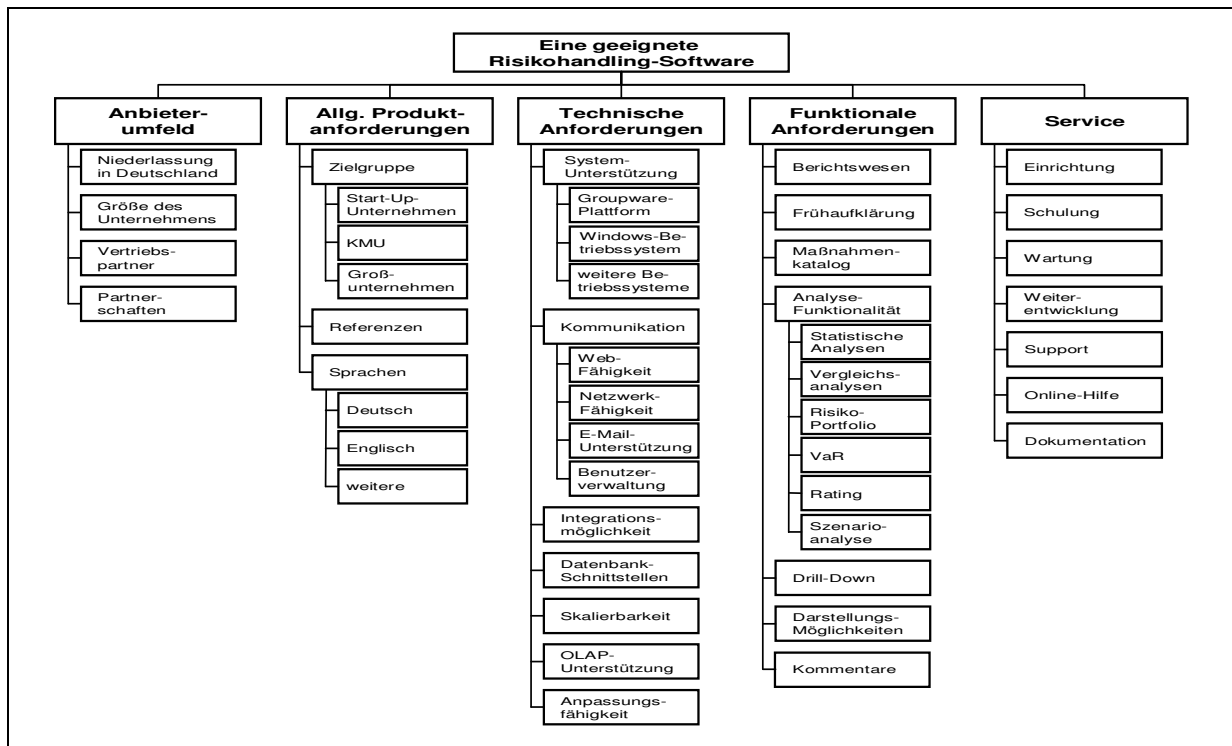 Eine geeignete
Risikohandling-Software
Anbieter-
umfeld
Niederlassung
in Deutschland
Größe des
Unternehmens
Vertriebs-
partner
Partner-
schaften
Allg. Produkt-
anforderungen
Zielgruppe
Start-Up-
Unternehmen
KMU
Groß-
unternehmen
Referenzen
Sprachen
Deutsch
Englisch
weitere
Technische
Anforderungen
System-
Unterstützung
Groupware-
Plattform
Windows-Be-
triebssystem
weitere Be-
triebssysteme
Kommunikation
Web-
Fähigkeit
Netzwerk-
Fähigkeit
E-Mail-
Unterstützung
Benutzer-
verwaltung
Integrations-
möglichkeit
Datenbank-
Schnittstellen
Skalierbarkeit
OLAP-
Unterstützung
Anpassungs-
fähigkeit
Funktionale
Anforderungen
Berichtswesen
Frühaufklärung
Maßnahmen-
katalog
Analyse-
Funktionalität
Statistische
Analysen
Vergleichs-
analysen
Risiko-
Portfolio
VaR
Rating
Szenario-
analyse
Drill-Down
Darstellungs-
Möglichkeiten
Kommentare
Service
Einrichtung
Schulung
Wartung
Weiter-
entwicklung
Support
Online-Hilfe
Dokumentation